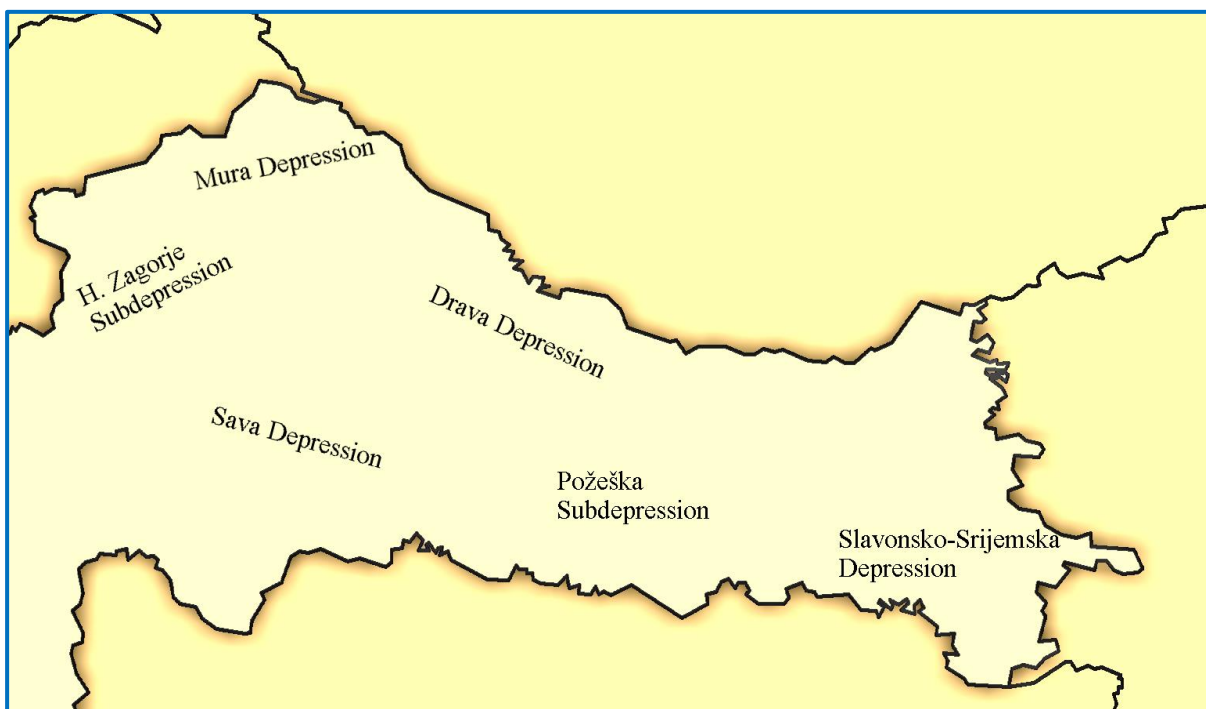 Mura Depression
H. Zagorje
Subdepression
Drava Depression
Sava Depression
Požeška
Subdepression
Slavonsko-Srijemska
Depression